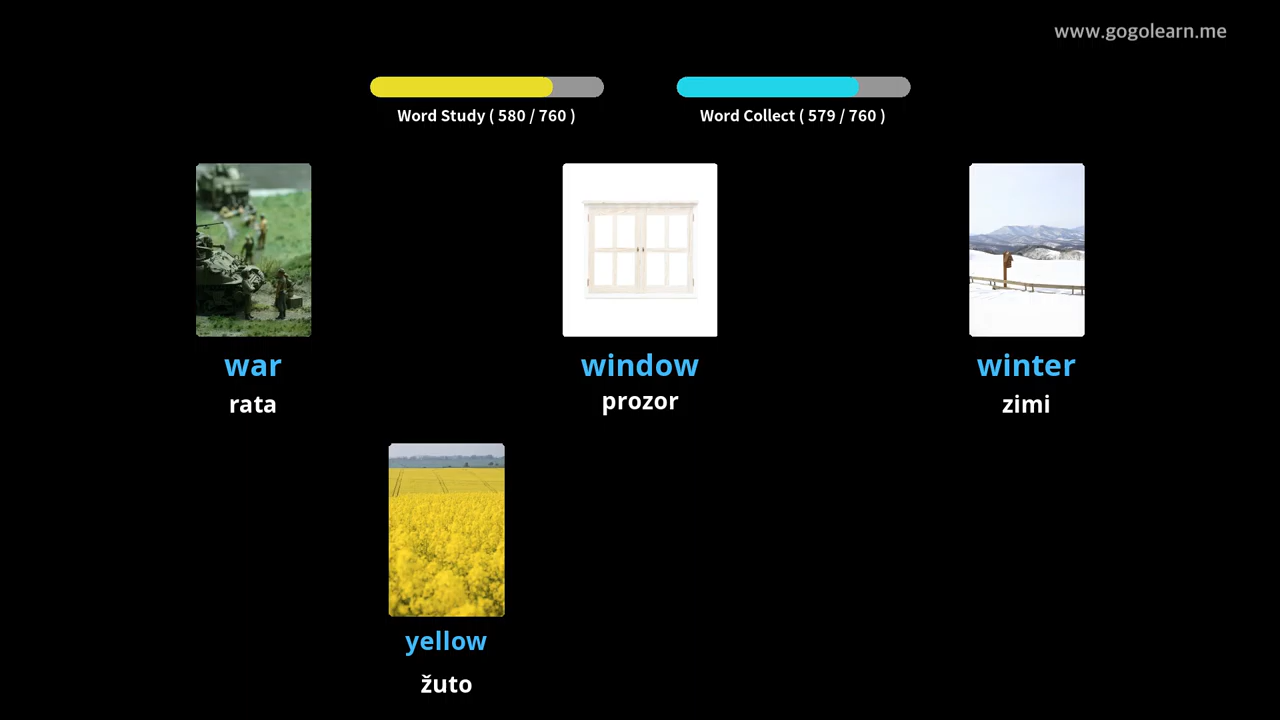 www.gogolearn.me
Word Study ( 580 / 760 )
Word Collect ( 579 / 760 )
war
rata
window
prozor
winter
zimi
yellow
žuto